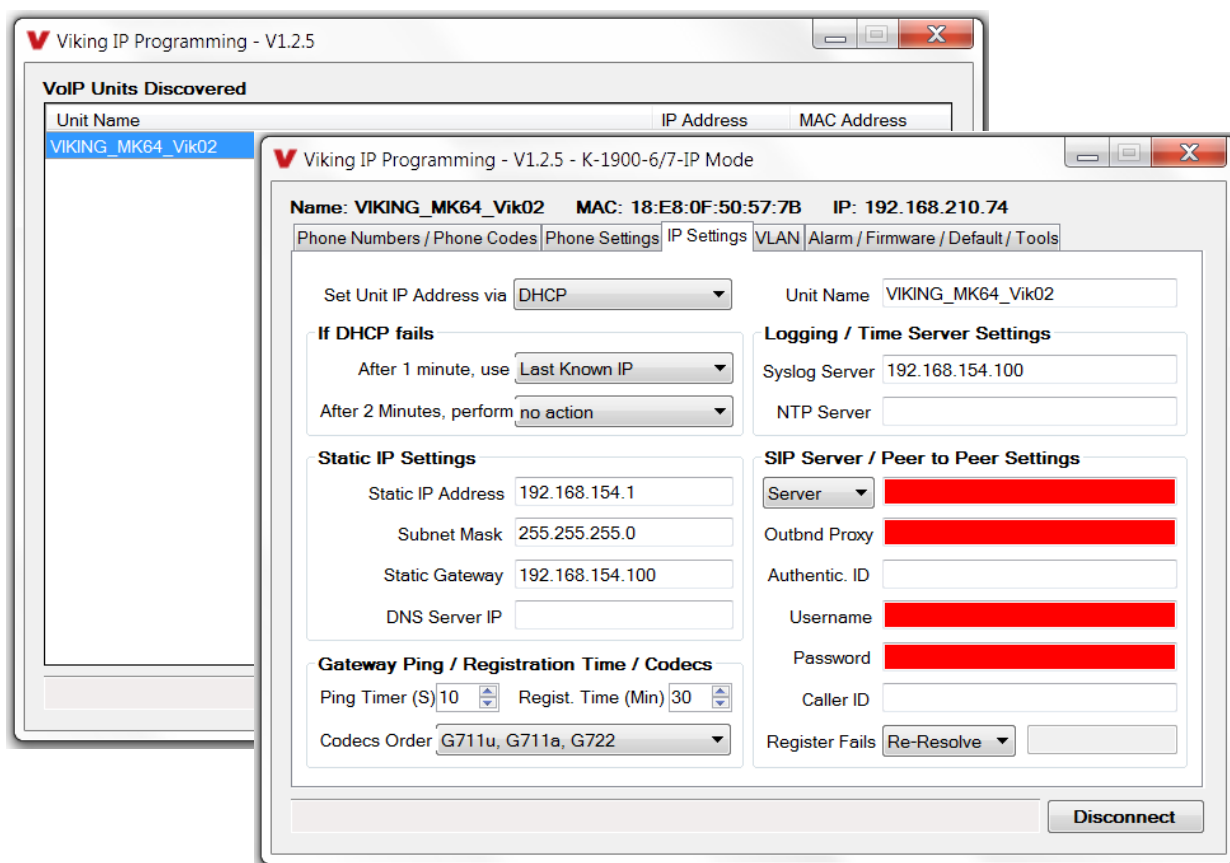 Viking IP Programming - V1.2.5
VoIP Units Discovered
Unit Name IP Address MAC Address
VIKING_MK64_Vik02
Viking IP Programming - V1.2.5 - K-1900-6/7-IP Mode
Name: VIKING_MK64_Vik02 MAC: 18:E8:0F:50:57:7B IP: 192.168.210.74
Phone Numbers / Phone Codes Phone Settings IP Settings VLAN Alarm / Firmware / Default / Tools
Set Unit IP Address via DHCP
If DHCP fails
After 1 minute, use Last Known IP
After 2 Minutes, perform no action
Static IP Settings
Static IP Address 192.168.154.1
Subnet Mask 255.255.255.0
Static Gateway 192.168.154.100
DNS Server IP
Gateway Ping / Registration Time / Codecs
Ping Timer (S) 10 Regist. Time (Min) 30
Codecs Order G711u, G711a, G722
Unit Name VIKING_MK64_Vik02
Logging / Time Server Settings
Syslog Server 192.168.154.100
NTP Server
SIP Server / Peer to Peer Settings
Server
Outbnd Proxy
Authentic. ID
Username
Password
Caller ID
Register Fails Re-Resolve
Disconnect